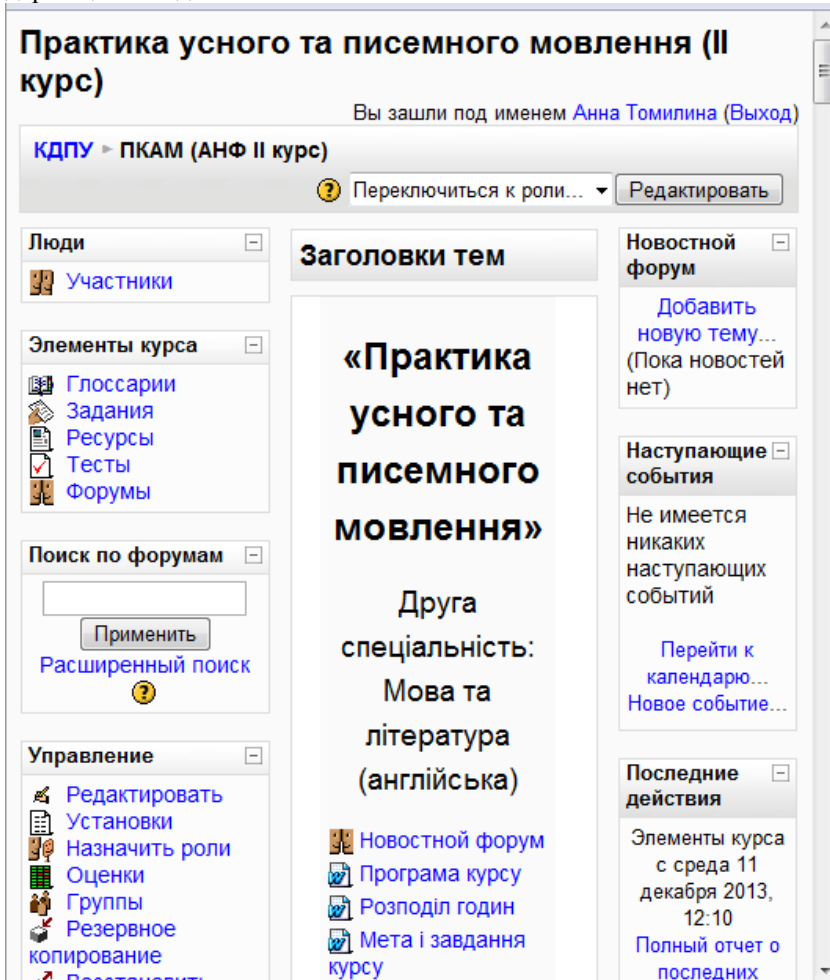 Практика усного та писемного мовлення (ІІ
курс)
Вы зашли под именем Анна Томилина (Выход)
КДПУ ► ПКАМ (АНФ ІІ курс)
Переключиться к роли...
Редактировать
Люди
Участники
Элементы курса
Глоссарии
Задания
Ресурсы
Тесты
Форумы
Поиск по форумам
Применить
Расширенный поиск
Управление
Редактировать
Установки
Назначить роли
Оценки
Группы
Резервное
копирование
Восстановить
Заголовки тем
«Практика
усного та
писемного
мовлення»
Друга
спеціальність:
Мова та
література
(англійська)
Новостной форум
Програма курсу
Розподіл годин
Мета і завдання
курсу
Новостной
форум
Добавить
новую тему...
(Пока новостей
нет)
Наступающие
события
Не имеется
никаких
наступающих
событий
Перейти к
календарю...
Новое событие...
Последние
действия
Элементы курса
с среда 11
декабря 2013,
12:10
Полный отчет о
последних